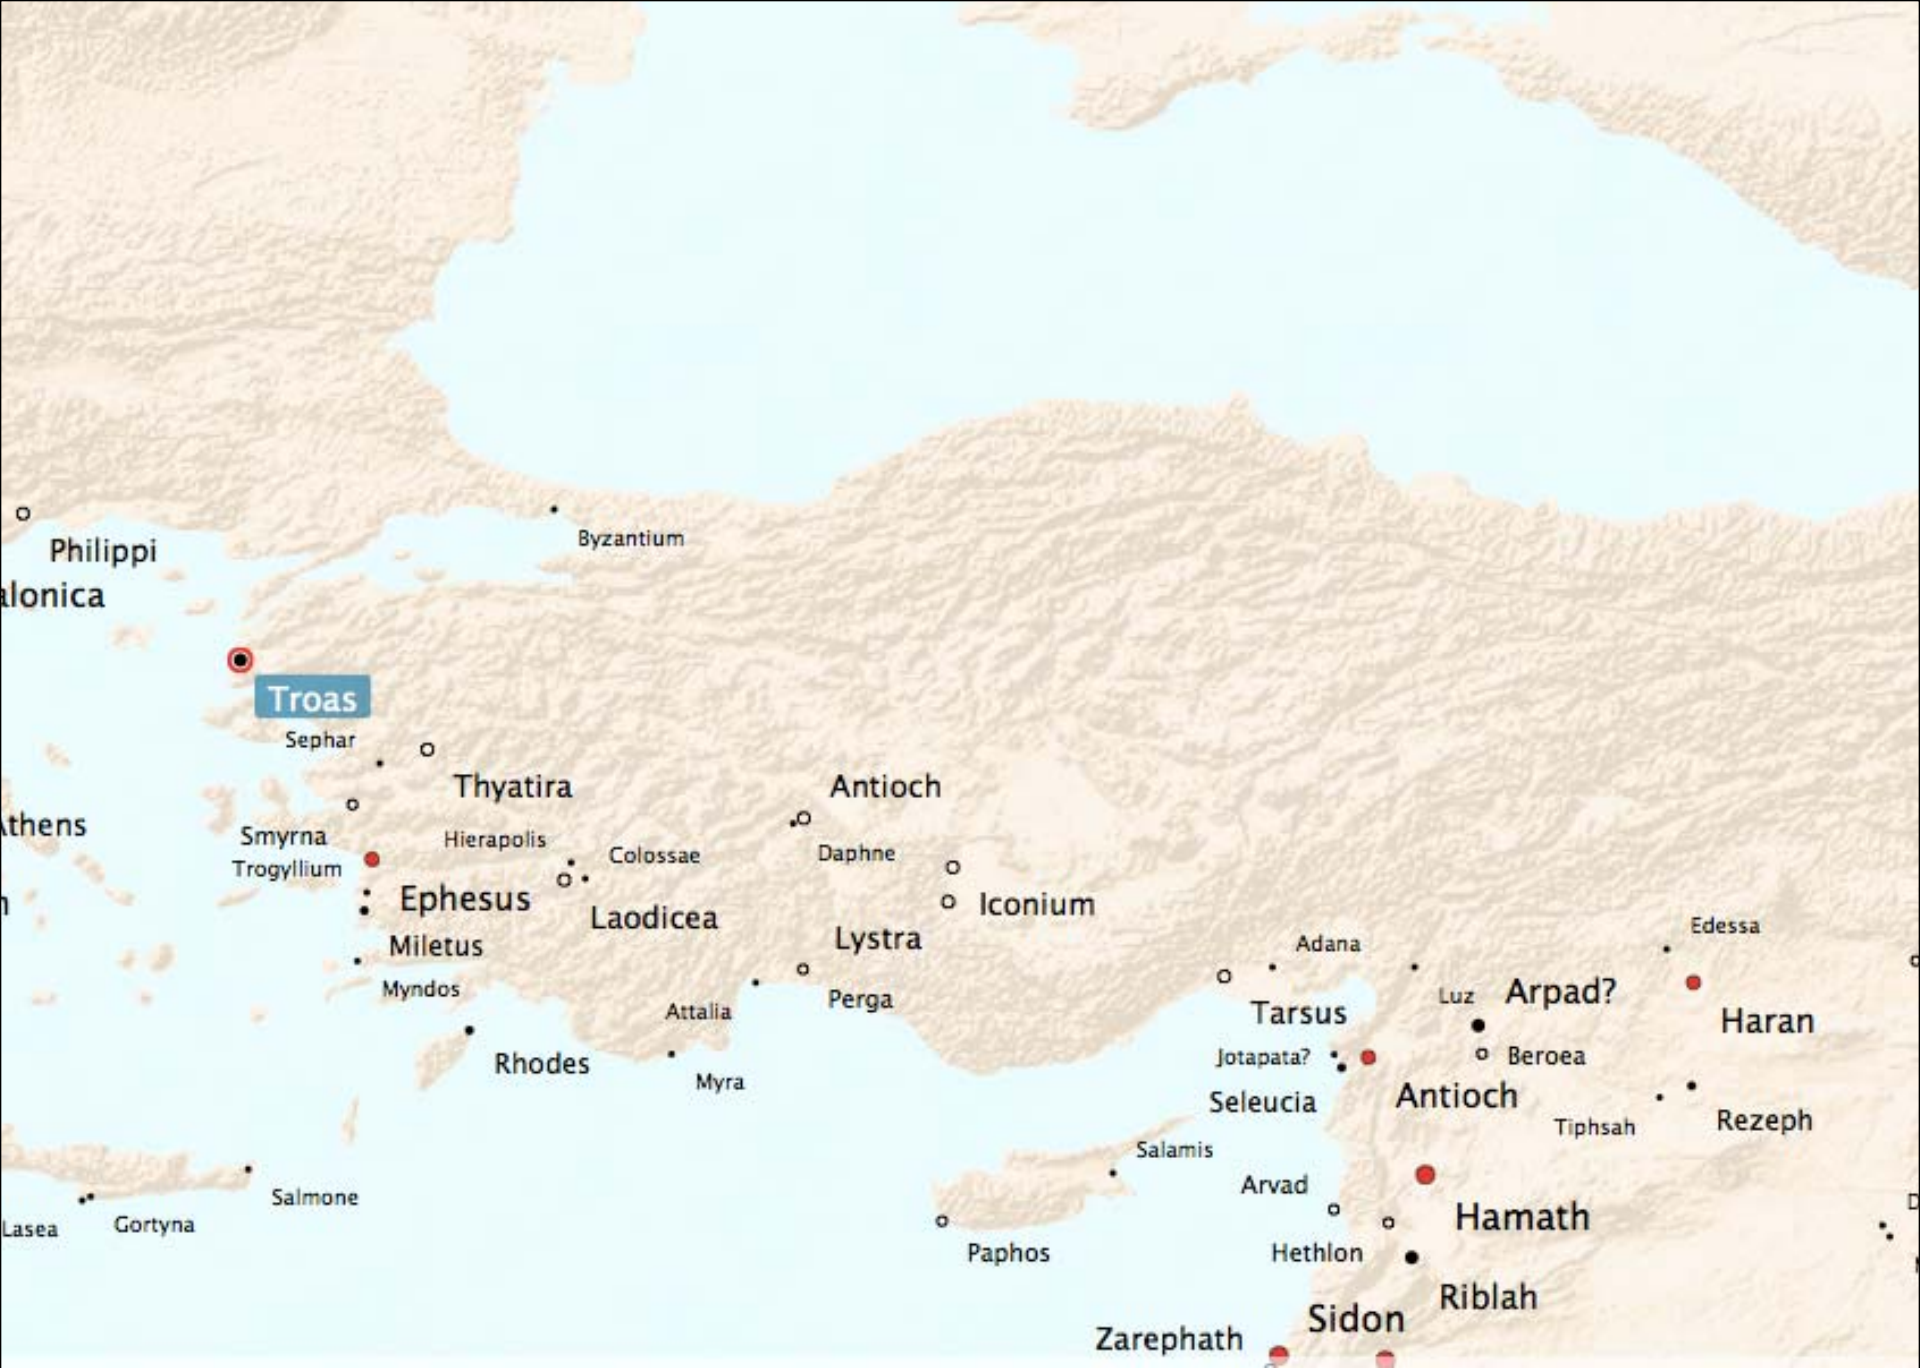 Byzantium
Philippi
alonica
Troas
Sephar
Thyatira
Antioch
Athens
Smyrna
Hierapolis
Colossae
Daphne
Trogyllium
Ephesus
Laodicea
Iconium
Lystra
Miletus
Edessa
Adana
Myndos
Attalia
Perga
Luz
Arpad?
Tarsus
Haran
Rhodes
Jotapata?
Beroea
Myra
Seleucia
Antioch
Tiphsah
Rezeph
Salamis
Arvad
Salmone
Hamath
Lasea
Gortyna
Paphos
Hethlon
Riblah
Sidon
Zarephath